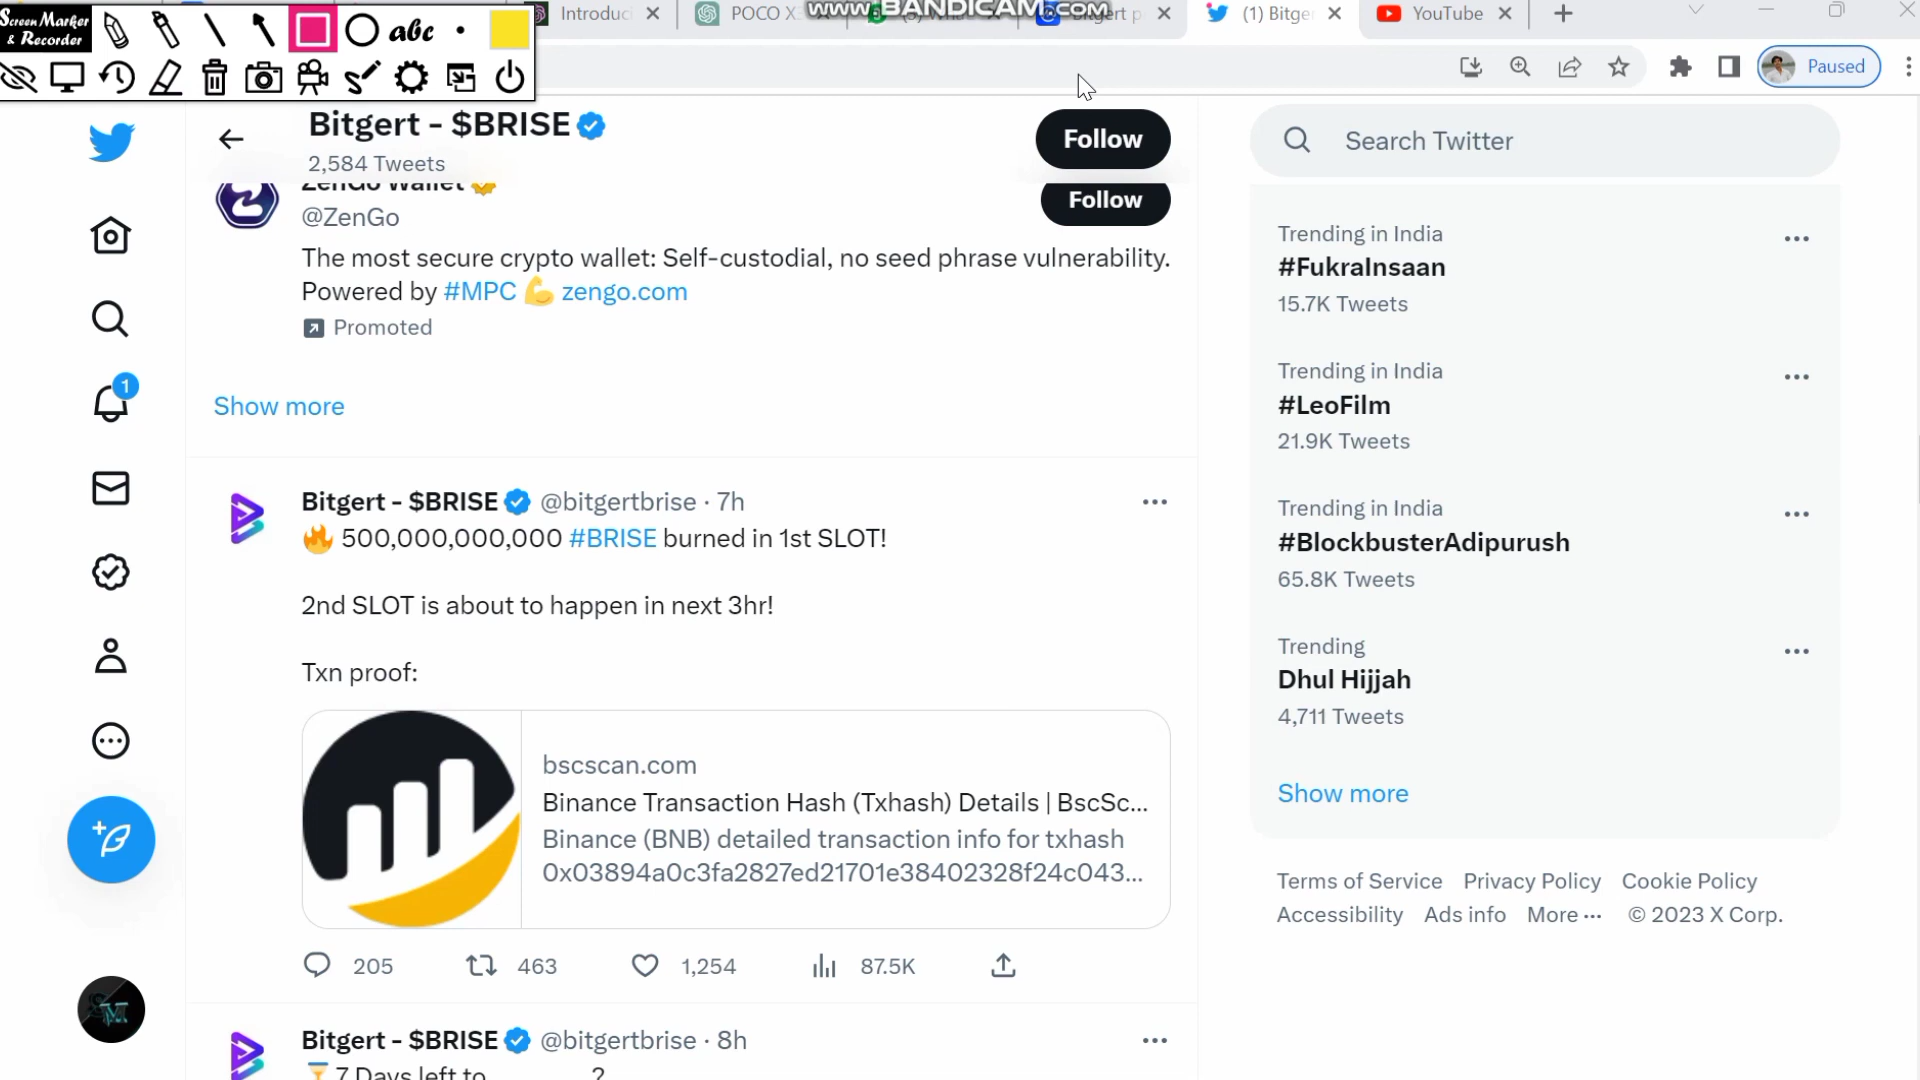 Screen Marker
& Recorder
abc
Introduc
POCO X
www.BANDICAM.com
(1) Bitge
YouTube
Paused
Bitgert - $BRISE
2,584 Tweets
Follow
Search Twitter
ZenGo Wallet
@ZenGo
Follow
The most secure crypto wallet: Self-custodial, no seed phrase vulnerability.
Powered by #MPC 💪 zengo.com
Promoted
Show more
1
Bitgert - $BRISE @bitgertbrise · 7h
🔥 500,000,000,000 #BRISE burned in 1st SLOT!
2nd SLOT is about to happen in next 3hr!
Txn proof:
bscscan.com
Binance Transaction Hash (Txhash) Details | BscSc...
Binance (BNB) detailed transaction info for txhash
0x03894a0c3fa2827ed21701e38402328f24c043...
205 463 1,254 87.5K
Bitgert - $BRISE @bitgertbrise · 8h
⏳ 7 Days left to ______?
Trending in India
#FukraInsaan
15.7K Tweets
Trending in India
#LeoFilm
21.9K Tweets
Trending in India
#BlockbusterAdipurush
65.8K Tweets
Trending
Dhul Hijjah
4,711 Tweets
Show more
Terms of Service Privacy Policy Cookie Policy
Accessibility Ads info More ··· © 2023 X Corp.